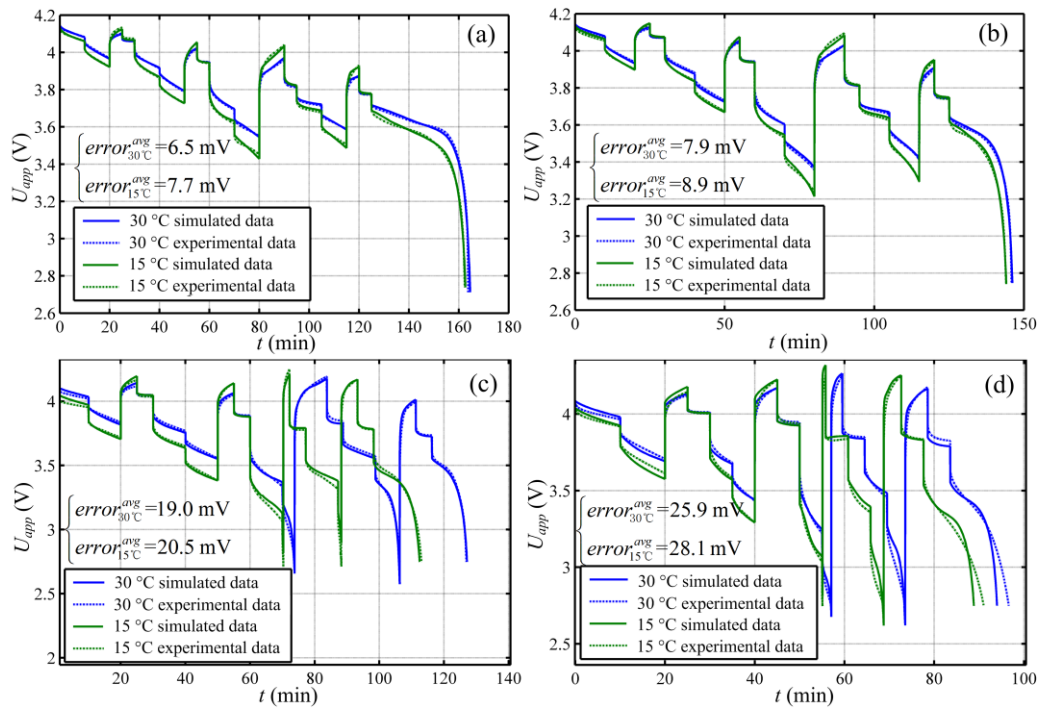 (a)
4.2
4
3.8
3.6
3.4
3.2
3
2.8
2.6
U_app (V)
error^avg_30℃=6.5 mV
error^avg_15℃=7.7 mV
30 °C simulated data
30 °C experimental data
15 °C simulated data
15 °C experimental data
0 20 40 60 80 100 120 140 160 180
t (min)
(b)
4.2
4
3.8
3.6
3.4
3.2
3
2.8
2.6
U_app (V)
error^avg_30℃=7.9 mV
error^avg_15℃=8.9 mV
30 °C simulated data
30 °C experimental data
15 °C simulated data
15 °C experimental data
0 50 100 150
t (min)
(c)
4
3.5
3
2.5
2
U_app (V)
error^avg_30℃=19.0 mV
error^avg_15℃=20.5 mV
30 °C simulated data
30 °C experimental data
15 °C simulated data
15 °C experimental data
20 40 60 80 100 120 140
t (min)
(d)
4
3.5
3
2.5
U_app (V)
error^avg_30℃=25.9 mV
error^avg_15℃=28.1 mV
30 °C simulated data
30 °C experimental data
15 °C simulated data
15 °C experimental data
20 40 60 80 100
t (min)